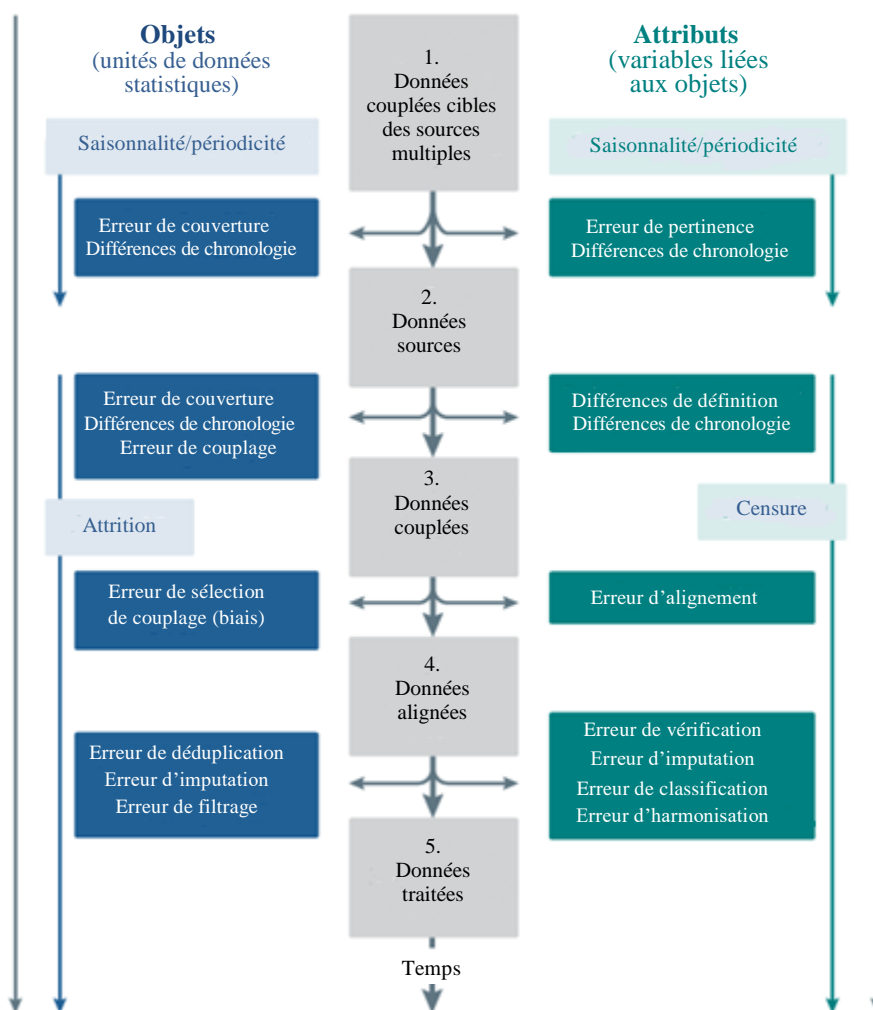 Objets
(unités de données
statistiques)
1.
Données
couplées cibles
des sources
multiples
Attributs
(variables liées
aux objets)
Saisonnalité/périodicité
Saisonnalité/périodicité
Erreur de couverture
Différences de chronologie
Erreur de pertinence
Différences de chronologie
2.
Données
sources
Erreur de couverture
Différences de chronologie
Erreur de couplage
Différences de définition
Différences de chronologie
3.
Données
couplées
Attrition
Censure
Erreur de sélection
de couplage (biais)
Erreur d’alignement
4.
Données
alignées
Erreur de déduplication
Erreur d’imputation
Erreur de filtrage
Erreur de vérification
Erreur d’imputation
Erreur de classification
Erreur d’harmonisation
5.
Données
traitées
Temps